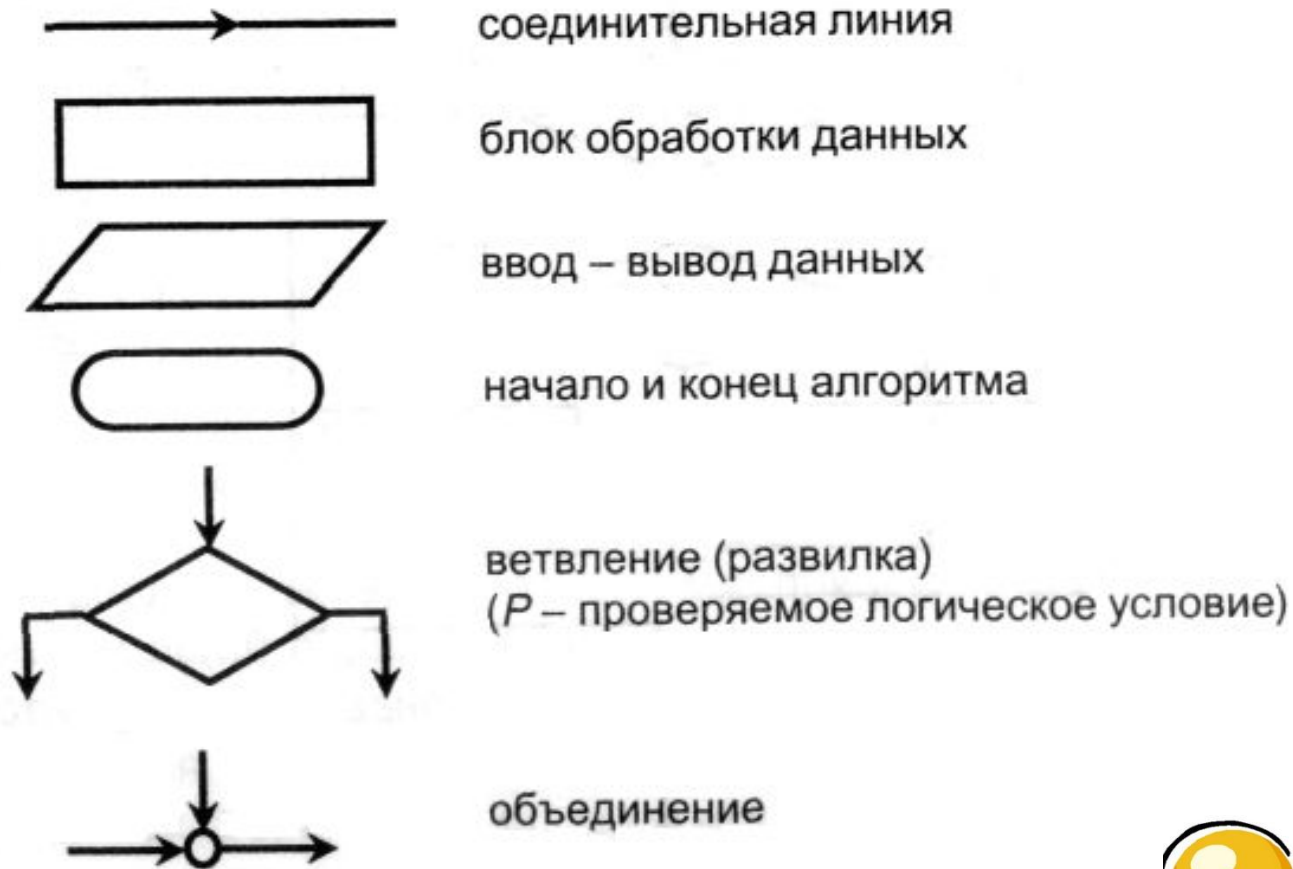 соединительная линия
блок обработки данных
ввод – вывод данных
начало и конец алгоритма
ветвление (развилка)
(P – проверяемое логическое условие)
объединение